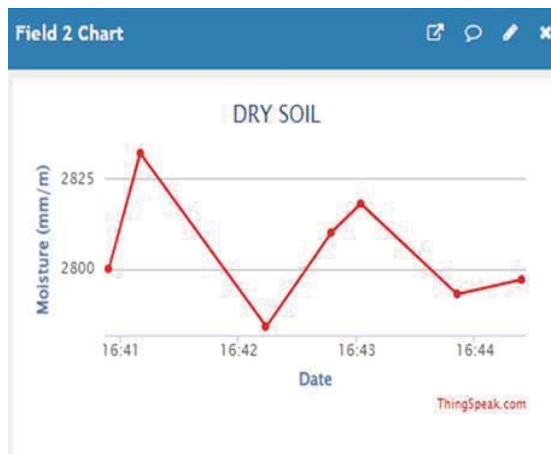 Field 2 Chart
DRY SOIL
Moisture (mm/m)
2825
2800
16:41 16:42 16:43 16:44
Date
ThingSpeak.com